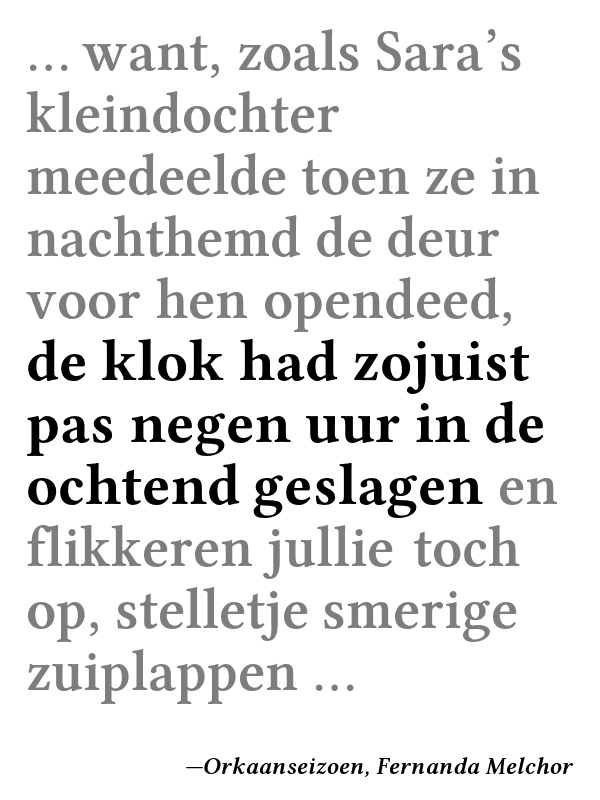 … want, zoals Sara’s
kleindochter
meedeelde toen ze in
nachthemd de deur
voor hen opendeed,
de klok had zojuist
pas negen uur in de
ochtend geslagen en
flikkeren jullie toch
op, stelletje smerige
zuiplappen …
—Orkaanseizoen, Fernanda Melchor